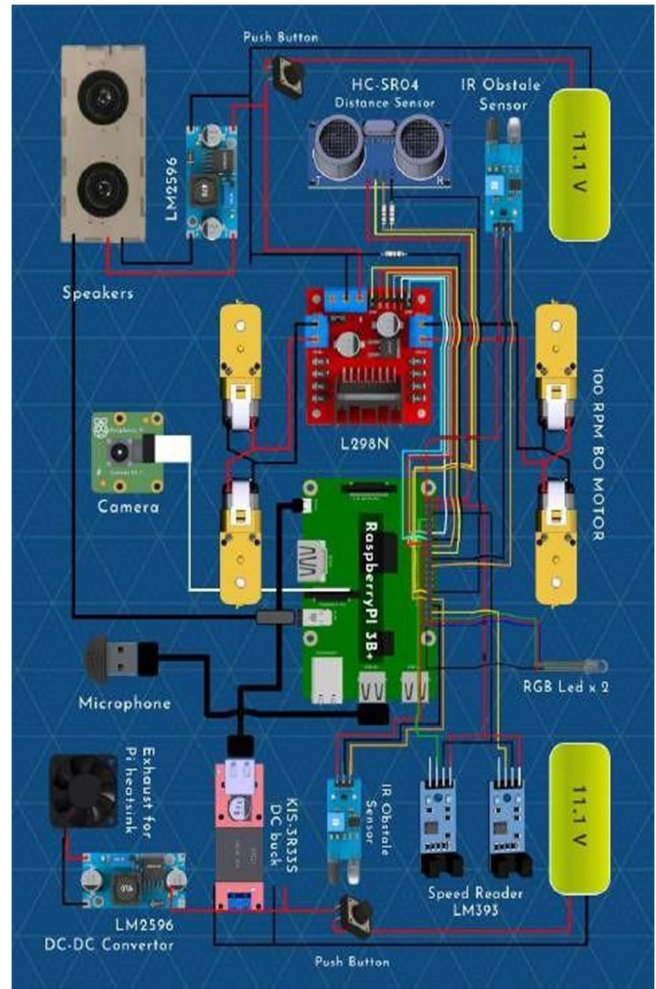 Push Button
HC-SR04
Distance Sensor
IR Obstale
Sensor
11.1 V
LM2596
T
R
Speakers
L298N
100 RPM BO MOTOR
Camera
RaspberryPI 3B+
Microphone
RGB Led x 2
Exhaust for
Pi heatsink
KIS-3R33S
DC buck
IR Obstale
Sensor
11.1 V
Speed Reader
LM393
LM2596
DC-DC Convertor
Push Button